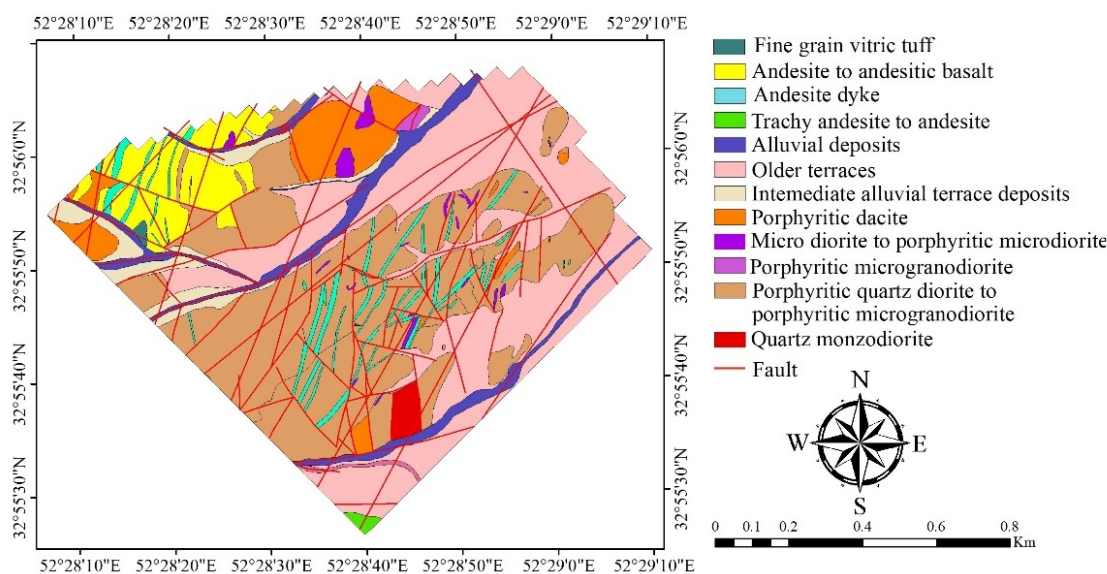 52°28'10"E 52°28'20"E 52°28'30"E 52°28'40"E 52°28'50"E 52°29'0"E 52°29'10"E
32°56'0"N
32°55'50"N
32°55'40"N
32°55'30"N
32°56'0"N
32°55'50"N
32°55'40"N
32°55'30"N
52°28'10"E 52°28'20"E 52°28'30"E 52°28'40"E 52°28'50"E 52°29'0"E 52°29'10"E
Fine grain vitric tuff
Andesite to andesitic basalt
Andesite dyke
Trachy andesite to andesite
Alluvial deposits
Older terraces
Intemediate alluvial terrace deposits
Porphyritic dacite
Micro diorite to porphyritic microdiorite
Porphyritic microgranodiorite
Porphyritic quartz diorite to
porphyritic microgranodiorite
Quartz monzodiorite
Fault
N
W E
S
0 0.1 0.2 0.4 0.6 0.8
Km